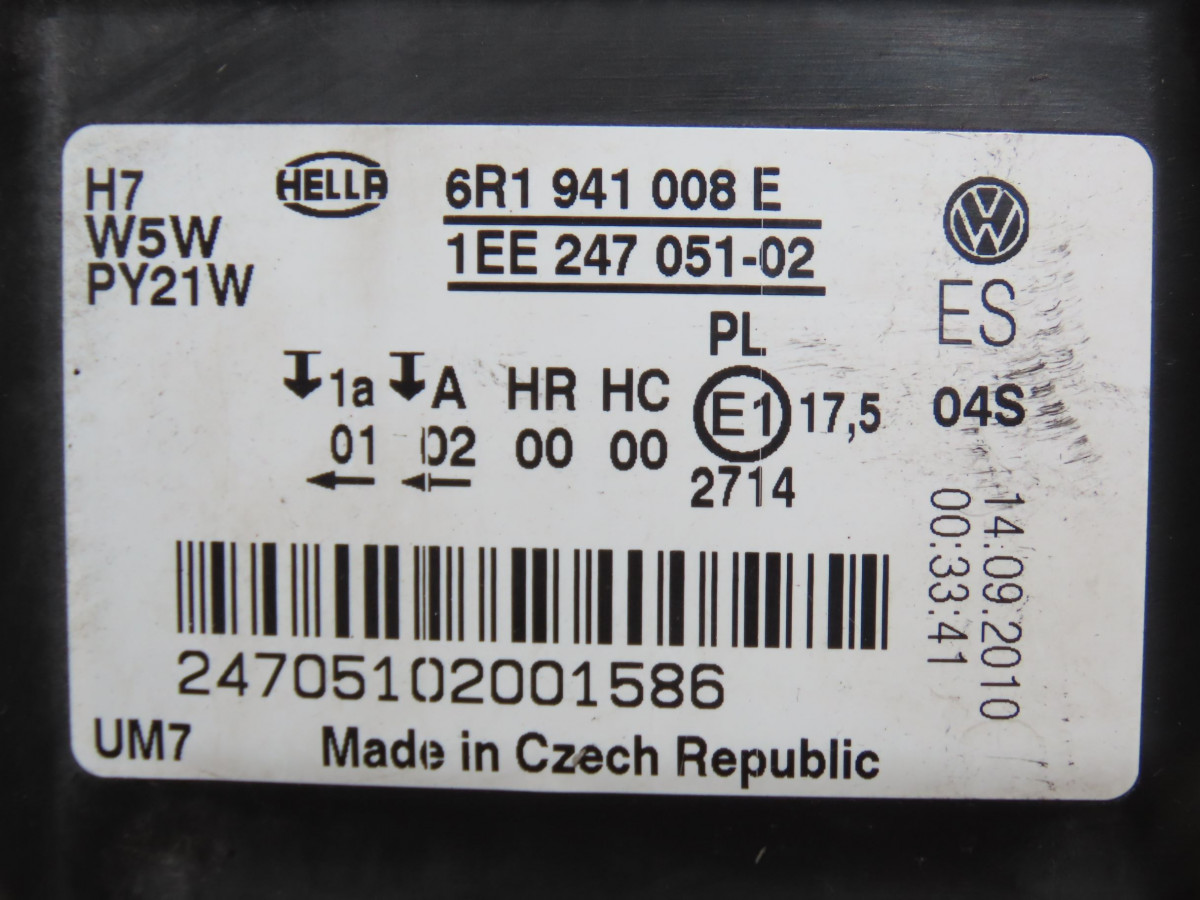 H7
W5W
PY21W
HELLA
6R1 941 008 E
1EE 247 051-02
ES
PL
1a A HR HC E1 17,5 04S
01 02 00 00
2714
14.09.2010
00:33:41
24705102001586
UM7 Made in Czech Republic